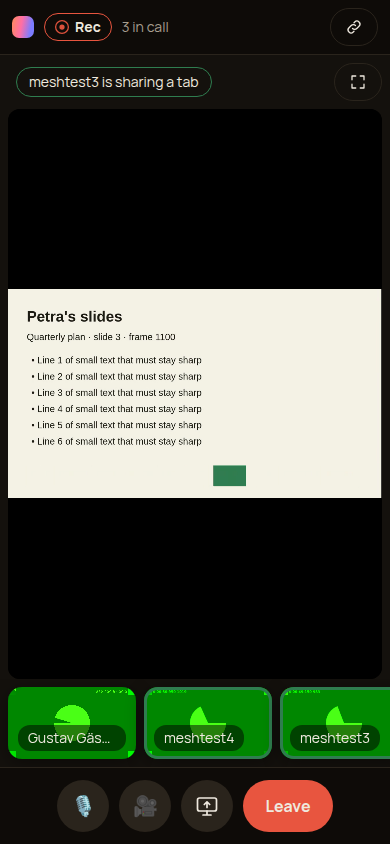 Rec
3 in call
meshtest3 is sharing a tab
Petra's slides
Quarterly plan · slide 3 · frame 1100
• Line 1 of small text that must stay sharp
• Line 2 of small text that must stay sharp
• Line 3 of small text that must stay sharp
• Line 4 of small text that must stay sharp
• Line 5 of small text that must stay sharp
• Line 6 of small text that must stay sharp
Gustav Gäs...
meshtest4
meshtest3
Leave